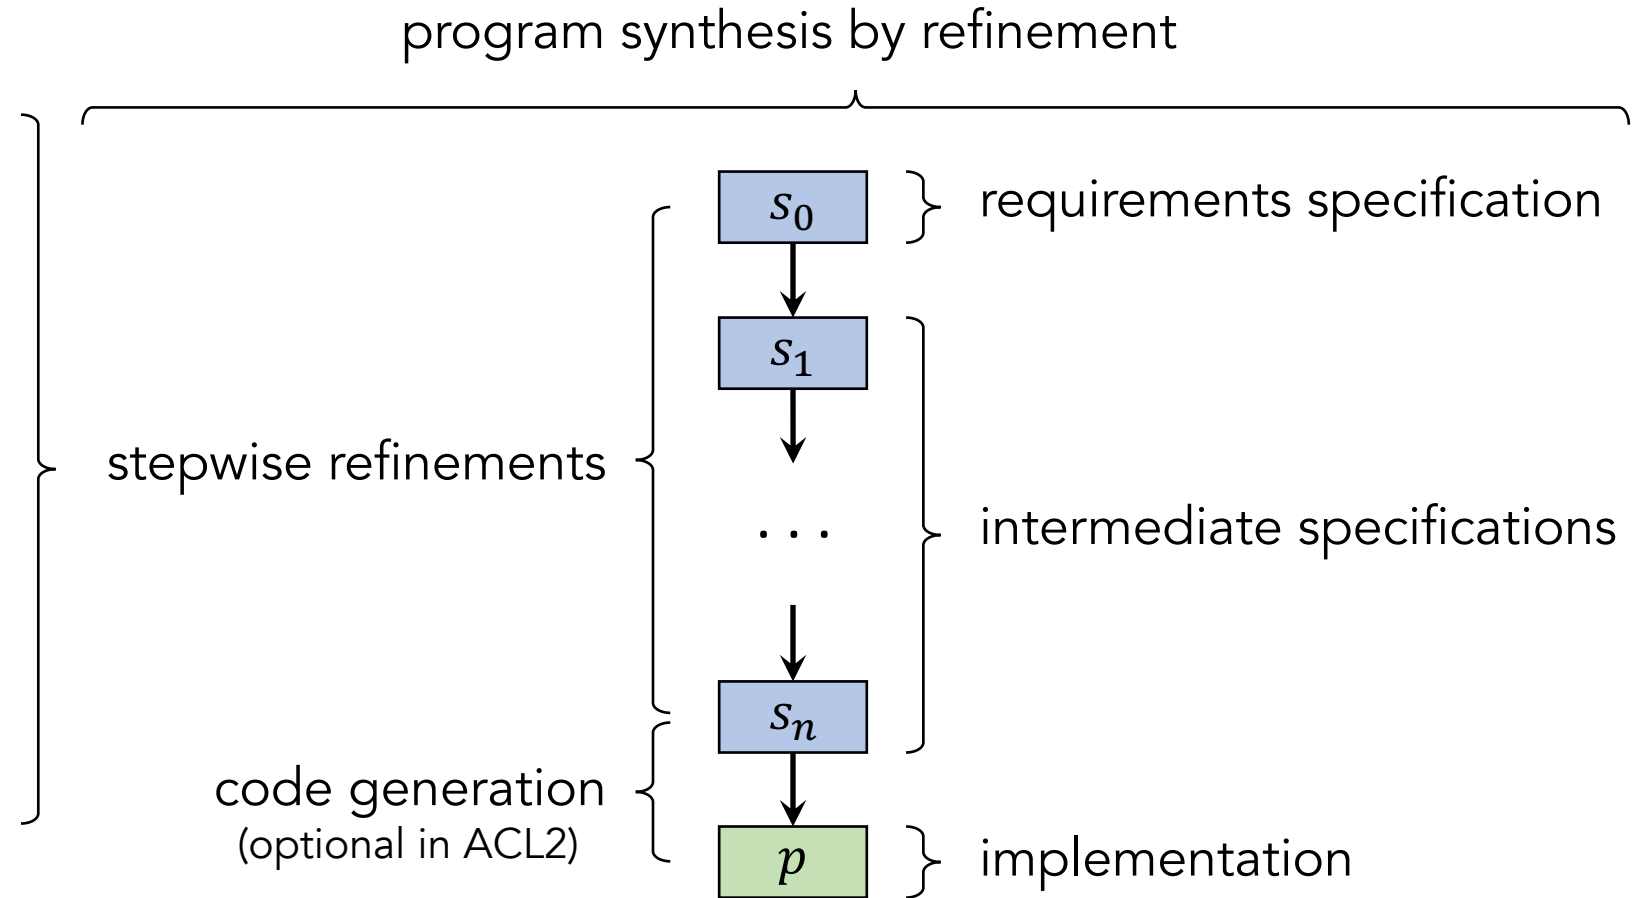 program synthesis by refinement
s₀
requirements specification
s₁
stepwise refinements
. . .
intermediate specifications
sₙ
code generation
(optional in ACL2)
p
implementation